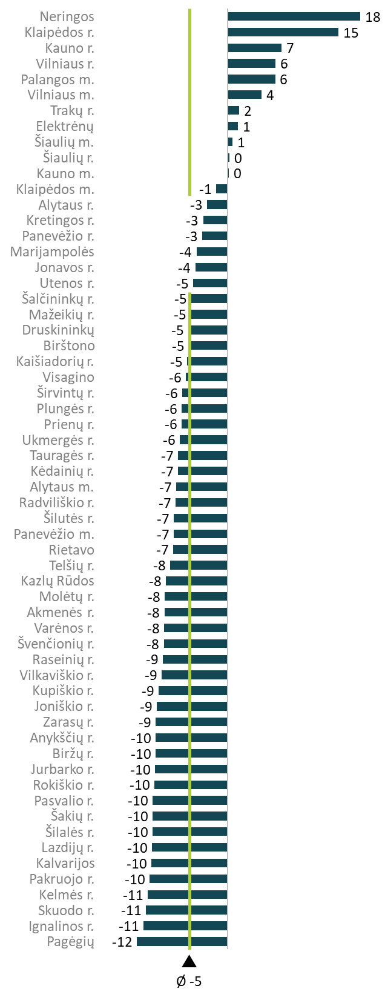 Neringos 18
Klaipėdos r. 15
Kauno r. 7
Vilniaus r. 6
Palangos m. 6
Vilniaus m. 4
Trakų r. 2
Elektrėnų 1
Šiaulių m. 1
Šiaulių r. 0
Kauno m. 0
Klaipėdos m. -1
Alytaus r. -3
Kretingos r. -3
Panevėžio r. -3
Marijampolės -4
Jonavos r. -4
Utenos r. -5
Šalčininkų r. -5
Mažeikių r. -5
Druskininkų -5
Birštono -5
Kaišiadorių r. -5
Visagino -6
Širvintų r. -6
Plungės r. -6
Prienų r. -6
Ukmergės r. -6
Tauragės r. -7
Kėdainių r. -7
Alytaus m. -7
Radviliškio r. -7
Šilutės r. -7
Panevėžio m. -7
Rietavo -7
Telšių r. -8
Kazlų Rūdos -8
Molėtų r. -8
Akmenės r. -8
Varėnos r. -8
Švenčionių r. -8
Raseinių r. -9
Vilkaviškio r. -9
Kupiškio r. -9
Joniškio r. -9
Zarasų r. -9
Anykščių r. -10
Biržų r. -10
Jurbarko r. -10
Rokiškio r. -10
Pasvalio r. -10
Šakių r. -10
Šilalės r. -10
Lazdijų r. -10
Kalvarijos -10
Pakruojo r. -10
Kelmės r. -11
Skuodo r. -11
Ignalinos r. -11
Pagėgių -12
Ø -5